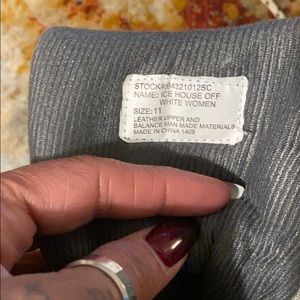 STOCK#:64321012SC
NAME: ICE HOUSE OFF
WHITE WOMEN
SIZE: 11
LEATHER UPPER AND
BALANCE MAN MADE MATERIALS
MADE IN CHINA 1405